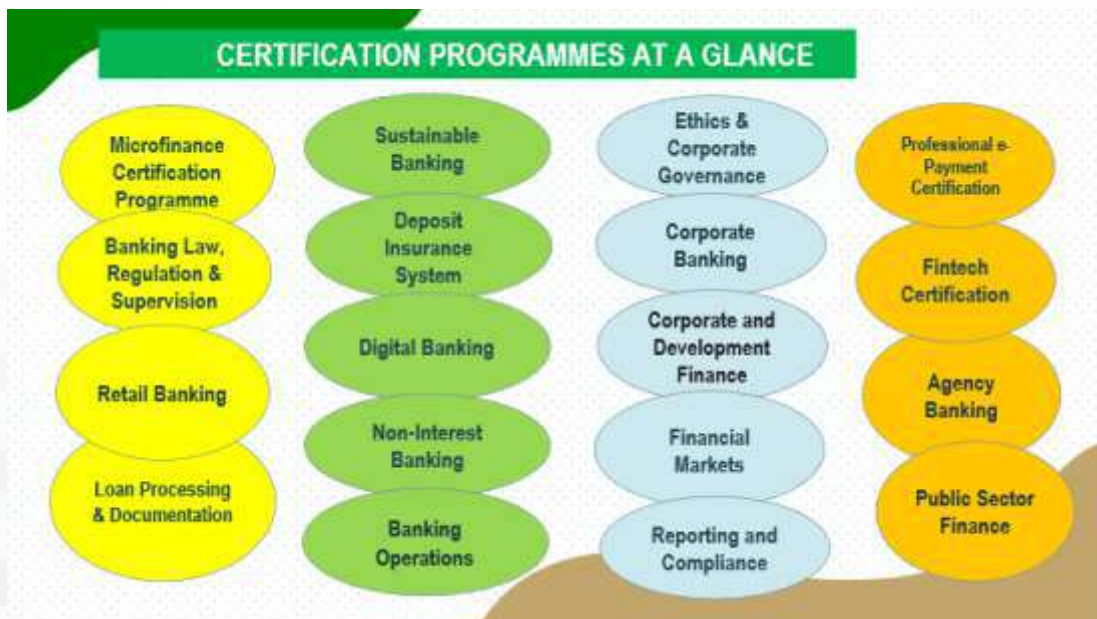 CERTIFICATION PROGRAMMES AT A GLANCE
Microfinance
Certification
Programme
Banking Law,
Regulation &
Supervision
Retail Banking
Loan Processing
& Documentation
Sustainable
Banking
Deposit
Insurance
System
Digital Banking
Non-Interest
Banking
Banking
Operations
Ethics &
Corporate
Governance
Corporate
Banking
Corporate and
Development
Finance
Financial
Markets
Reporting and
Compliance
Professional e-
Payment
Certification
Fintech
Certification
Agency
Banking
Public Sector
Finance